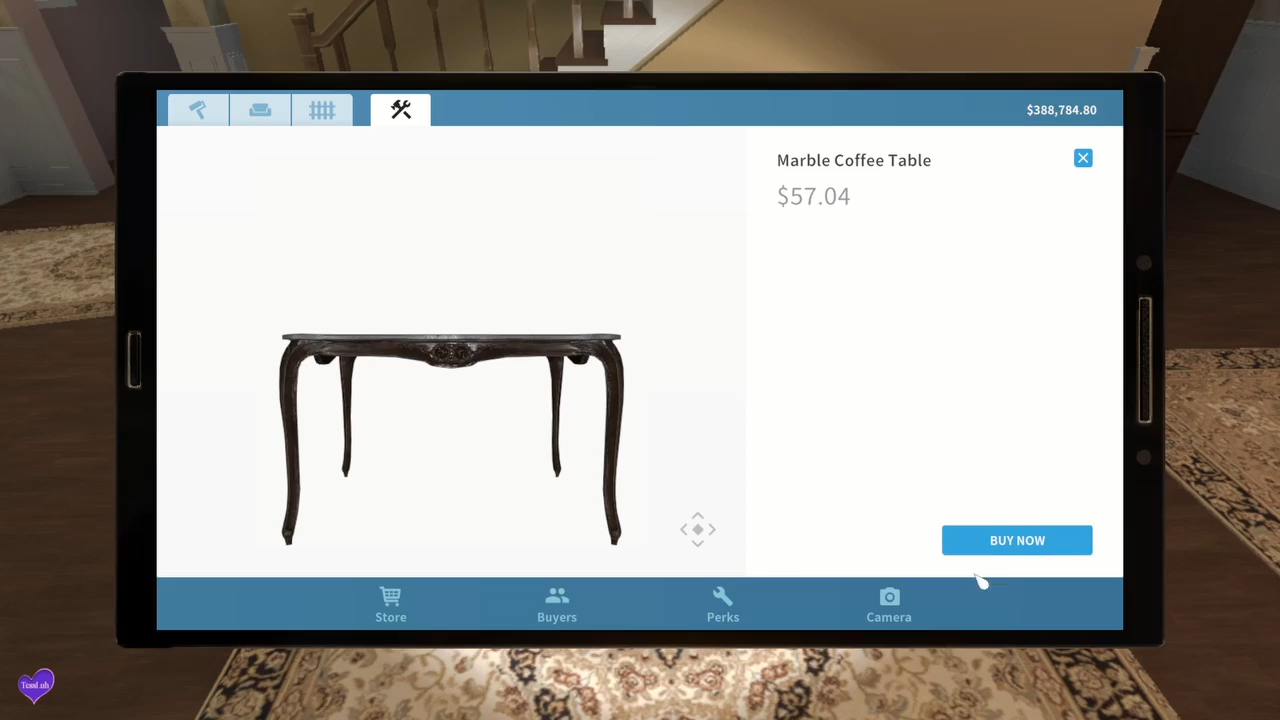 $388,784.80
Marble Coffee Table
$57.04
BUY NOW
Store
Buyers
Perks
Camera